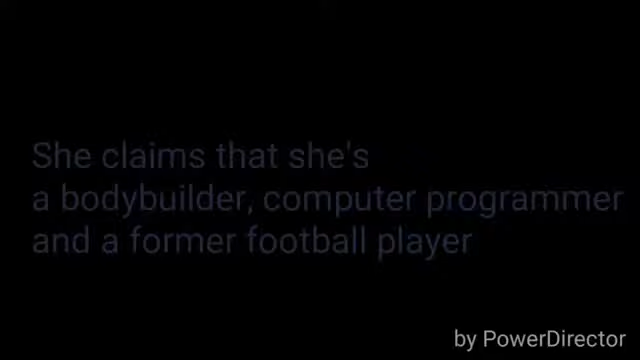 She claims that she's
a bodybuilder, computer programmer
and a former football player
by PowerDirector